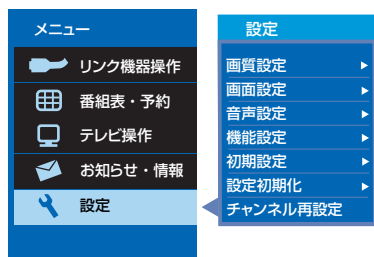 メニュー
リンク機器操作
番組表・予約
テレビ操作
お知らせ・情報
設定
設定
画質設定
画面設定
音声設定
機能設定
初期設定
設定初期化
チャンネル再設定